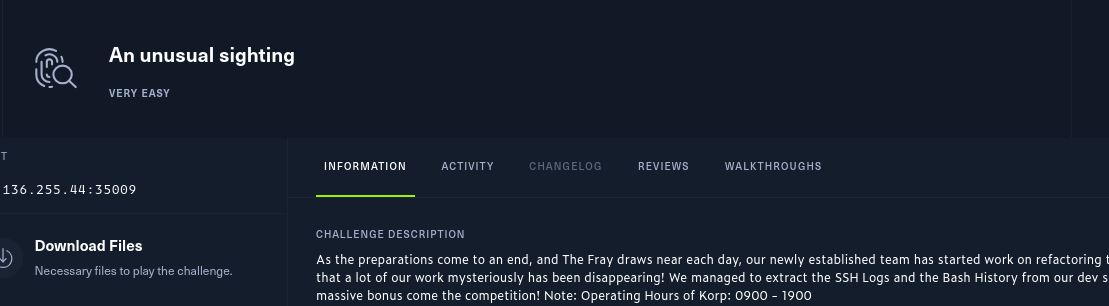 An unusual sighting
VERY EASY
T
INFORMATION ACTIVITY CHANGELOG REVIEWS WALKTHROUGHS
136.255.44:35009
CHALLENGE DESCRIPTION
Download Files
Necessary files to play the challenge.
As the preparations come to an end, and The Fray draws near each day, our newly established team has started work on refactoring t
that a lot of our work mysteriously has been disappearing! We managed to extract the SSH Logs and the Bash History from our dev s
massive bonus come the competition! Note: Operating Hours of Korp: 0900 - 1900